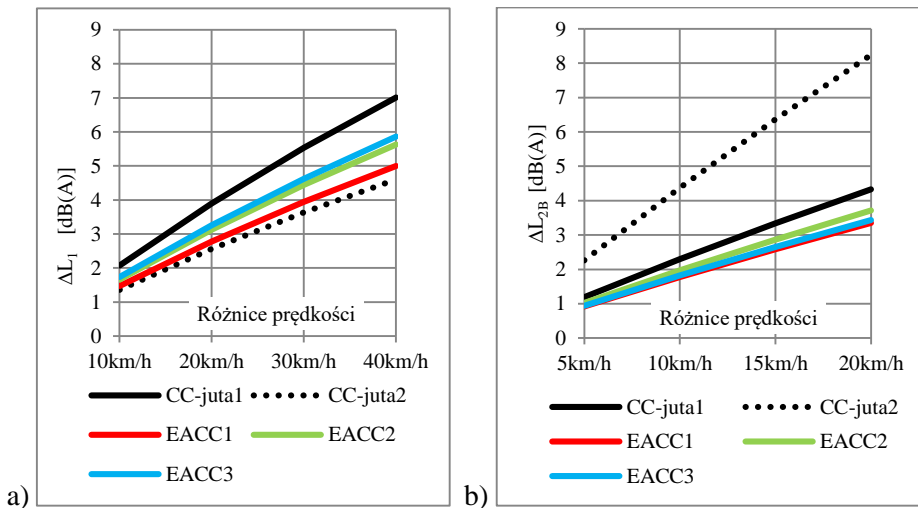 9
8
7
6
5
4
3
2
1
0
ΔL₁ [dB(A)]
Różnice prędkości
10km/h 20km/h 30km/h 40km/h
CC-juta1 CC-juta2
EACC1 EACC2
EACC3
a)
9
8
7
6
5
4
3
2
1
0
ΔL₂B [dB(A)]
Różnice prędkości
5km/h 10km/h 15km/h 20km/h
CC-juta1 CC-juta2
EACC1 EACC2
EACC3
b)